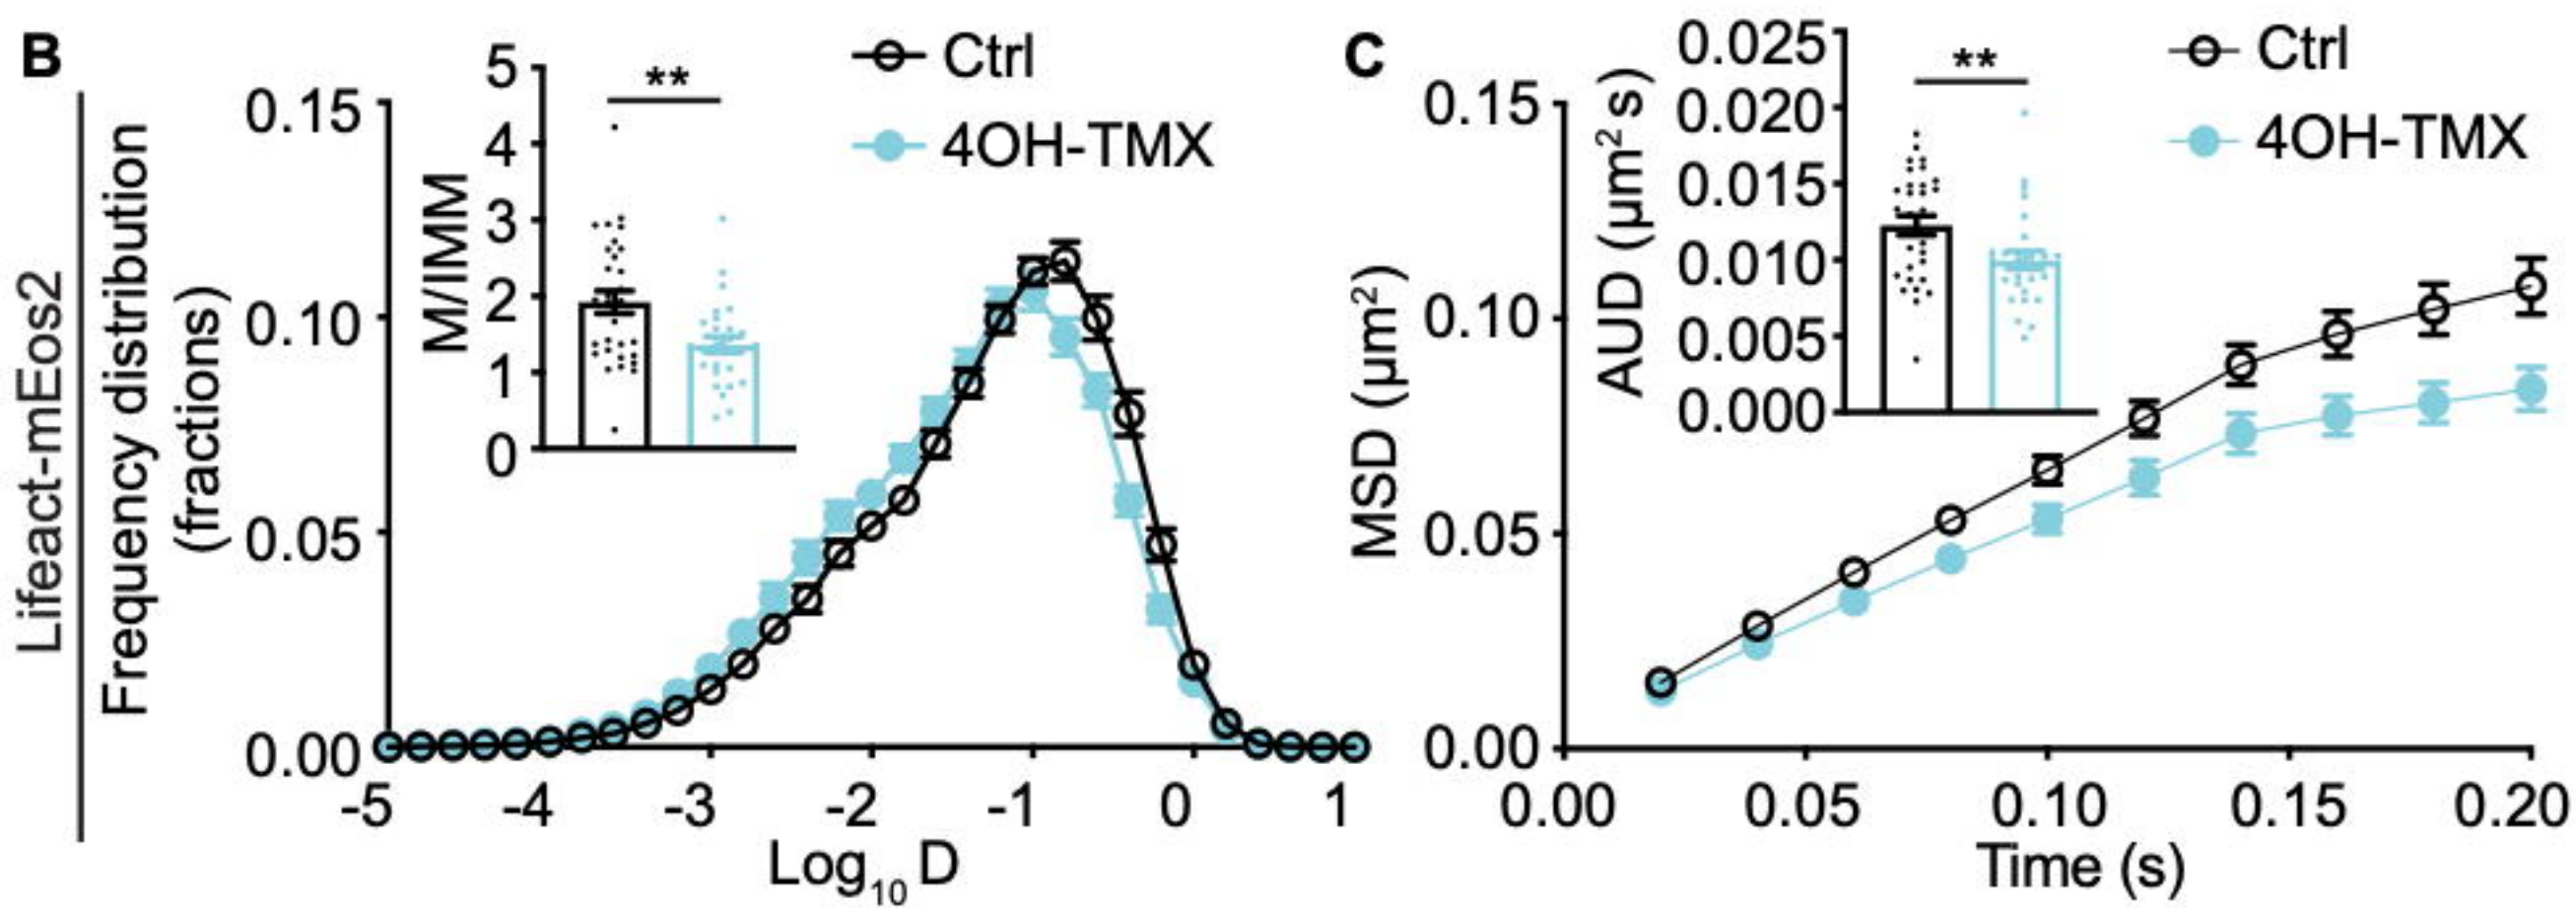 B
Lifeact-mEos2
Frequency distribution
(fractions)
0.15
0.10
0.05
0.00
-5 -4 -3 -2 -1 0 1
Log10 D
M/IMM
5
4
3
2
1
0
**
Ctrl
4OH-TMX
C
MSD (µm2)
0.15
0.10
0.05
0.00
0.00 0.05 0.10 0.15 0.20
Time (s)
AUD (µm2 s)
0.025
0.020
0.015
0.010
0.005
0.000
**
Ctrl
4OH-TMX